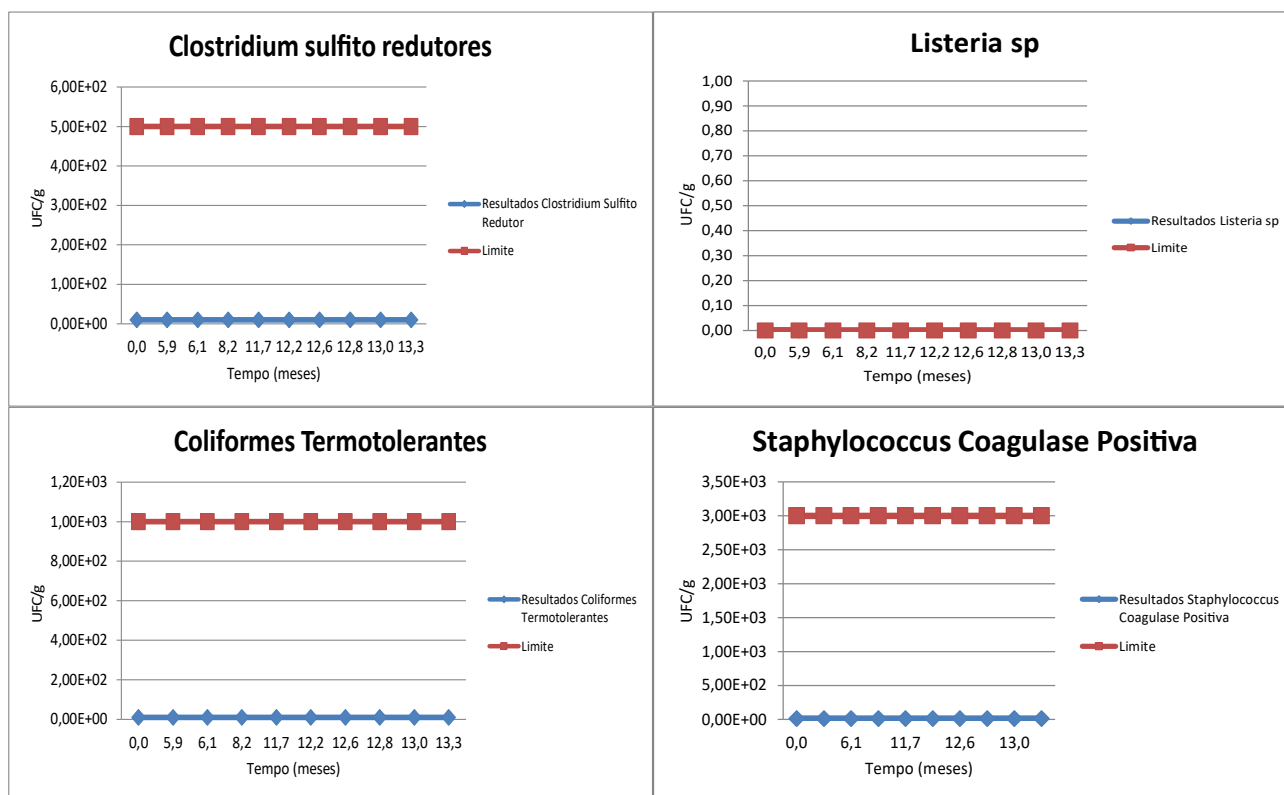 Clostridium sulfito redutores
6,00E+02
5,00E+02
4,00E+02
3,00E+02
2,00E+02
1,00E+02
0,00E+00
UFC/g
0,0 5,9 6,1 8,2 11,7 12,2 12,6 12,8 13,0 13,3
Tempo (meses)
Resultados Clostridium Sulfito
Redutor
Limite
Listeria sp
1,00
0,90
0,80
0,70
0,60
0,50
0,40
0,30
0,20
0,10
0,00
UFC/g
0,0 5,9 6,1 8,2 11,7 12,2 12,6 12,8 13,0 13,3
Tempo (meses)
Resultados Listeria sp
Limite
Coliformes Termotolerantes
1,20E+03
1,00E+03
8,00E+02
6,00E+02
4,00E+02
2,00E+02
0,00E+00
UFC/g
0,0 5,9 6,1 8,2 11,7 12,2 12,6 12,8 13,0 13,3
Tempo (meses)
Resultados Coliformes
Termotolerantes
Limite
Staphylococcus Coagulase Positiva
3,50E+03
3,00E+03
2,50E+03
2,00E+03
1,50E+03
1,00E+03
5,00E+02
0,00E+00
UFC/g
0,0 6,1 11,7 12,6 13,0
Tempo (meses)
Resultados Staphylococcus
Coagulase Positiva
Limite